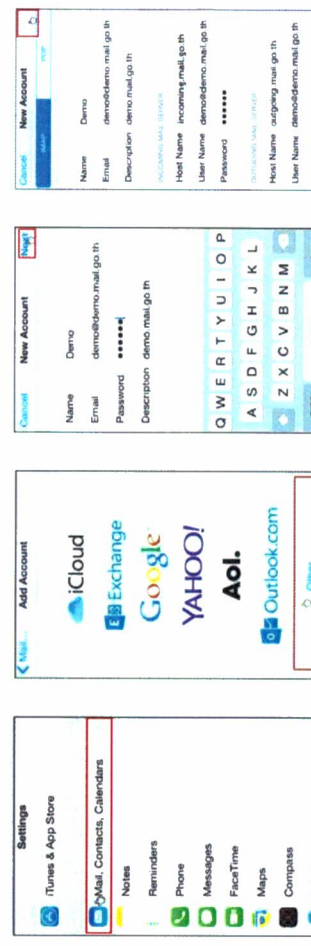 Settings
iTunes & App Store
Mail, Contacts, Calendars
Notes
Reminders
Phone
Messages
FaceTime
Maps
Compass
Mail...
Add Account
iCloud
E Exchange
Google
YAHOO!
Aol.
Outlook.com
Other
Cancel
New Account
Next
Name Demo
Email demo@demo.mail.go.th
Password ●●●●●●
Description demo.mail.go.th
Q W E R T Y U I O P
A S D F G H J K L
Z X C V B N M
Cancel
New Account
IMAP
POP
Name Demo
Email demo@demo.mail.go.th
Description demo.mail.go.th
INCOMING MAIL SERVER
Host Name incoming.mail.go.th
User Name demo@demo.mail.go.th
Password ●●●●●●
OUTGOING MAIL SERVER
Host Name outgoing.mail.go.th
User Name demo@demo.mail.go.th